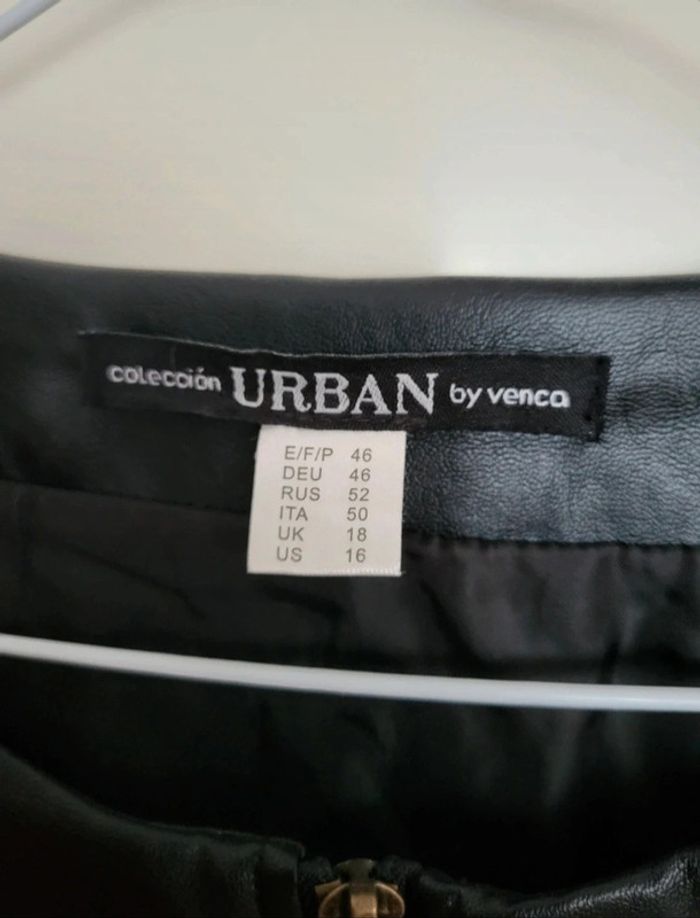 colección URBAN by venca
E/F/P 46
DEU 46
RUS 52
ITA 50
UK 18
US 16